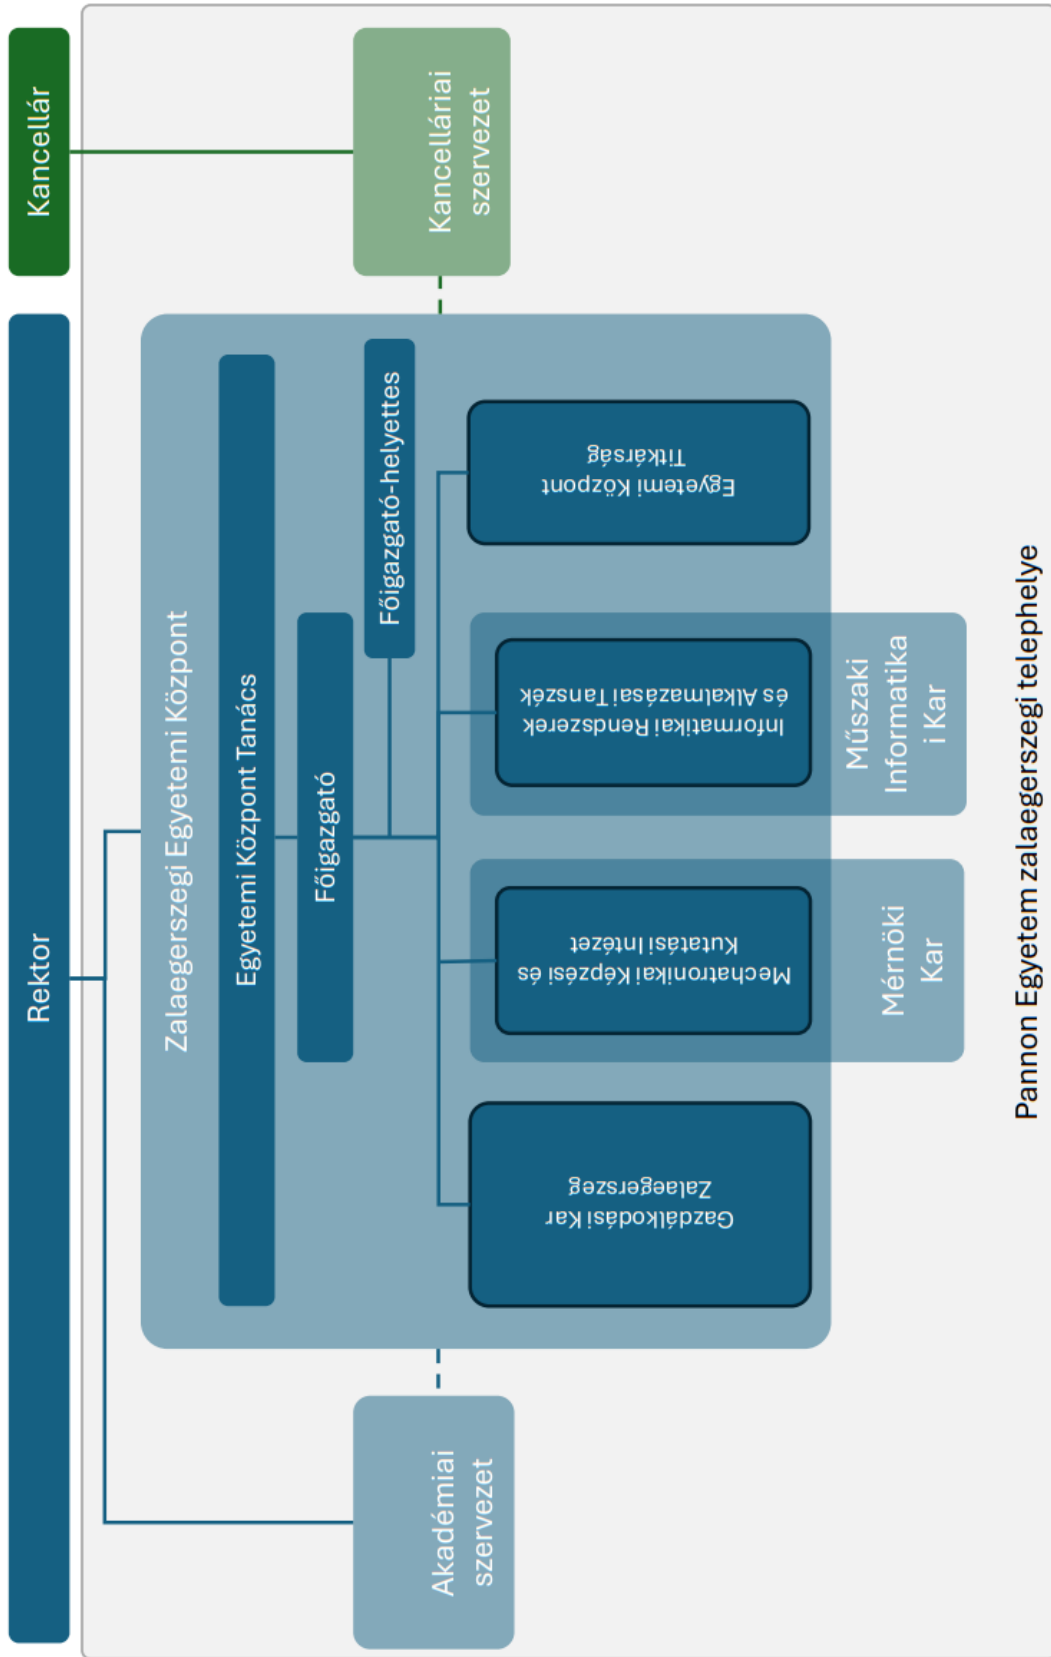 Rektor
Kancellár
Zalaegerszegi Egyetemi Központ
Egyetemi Központ Tanács
Főigazgató
Főigazgató-helyettes
Akadémiai
szervezet
Kancelláriai
szervezet
Gazdálkodási Kar
Zalaegerszeg
Mechatronikai Képzési és
Kutatási Intézet
Informatikai Rendszerek
és Alkalmazásai Tanszék
Egyetemi Központ
Titkárság
Mérnöki
Kar
Műszaki
Informatika
i Kar
Pannon Egyetem zalaegerszegi telephelye